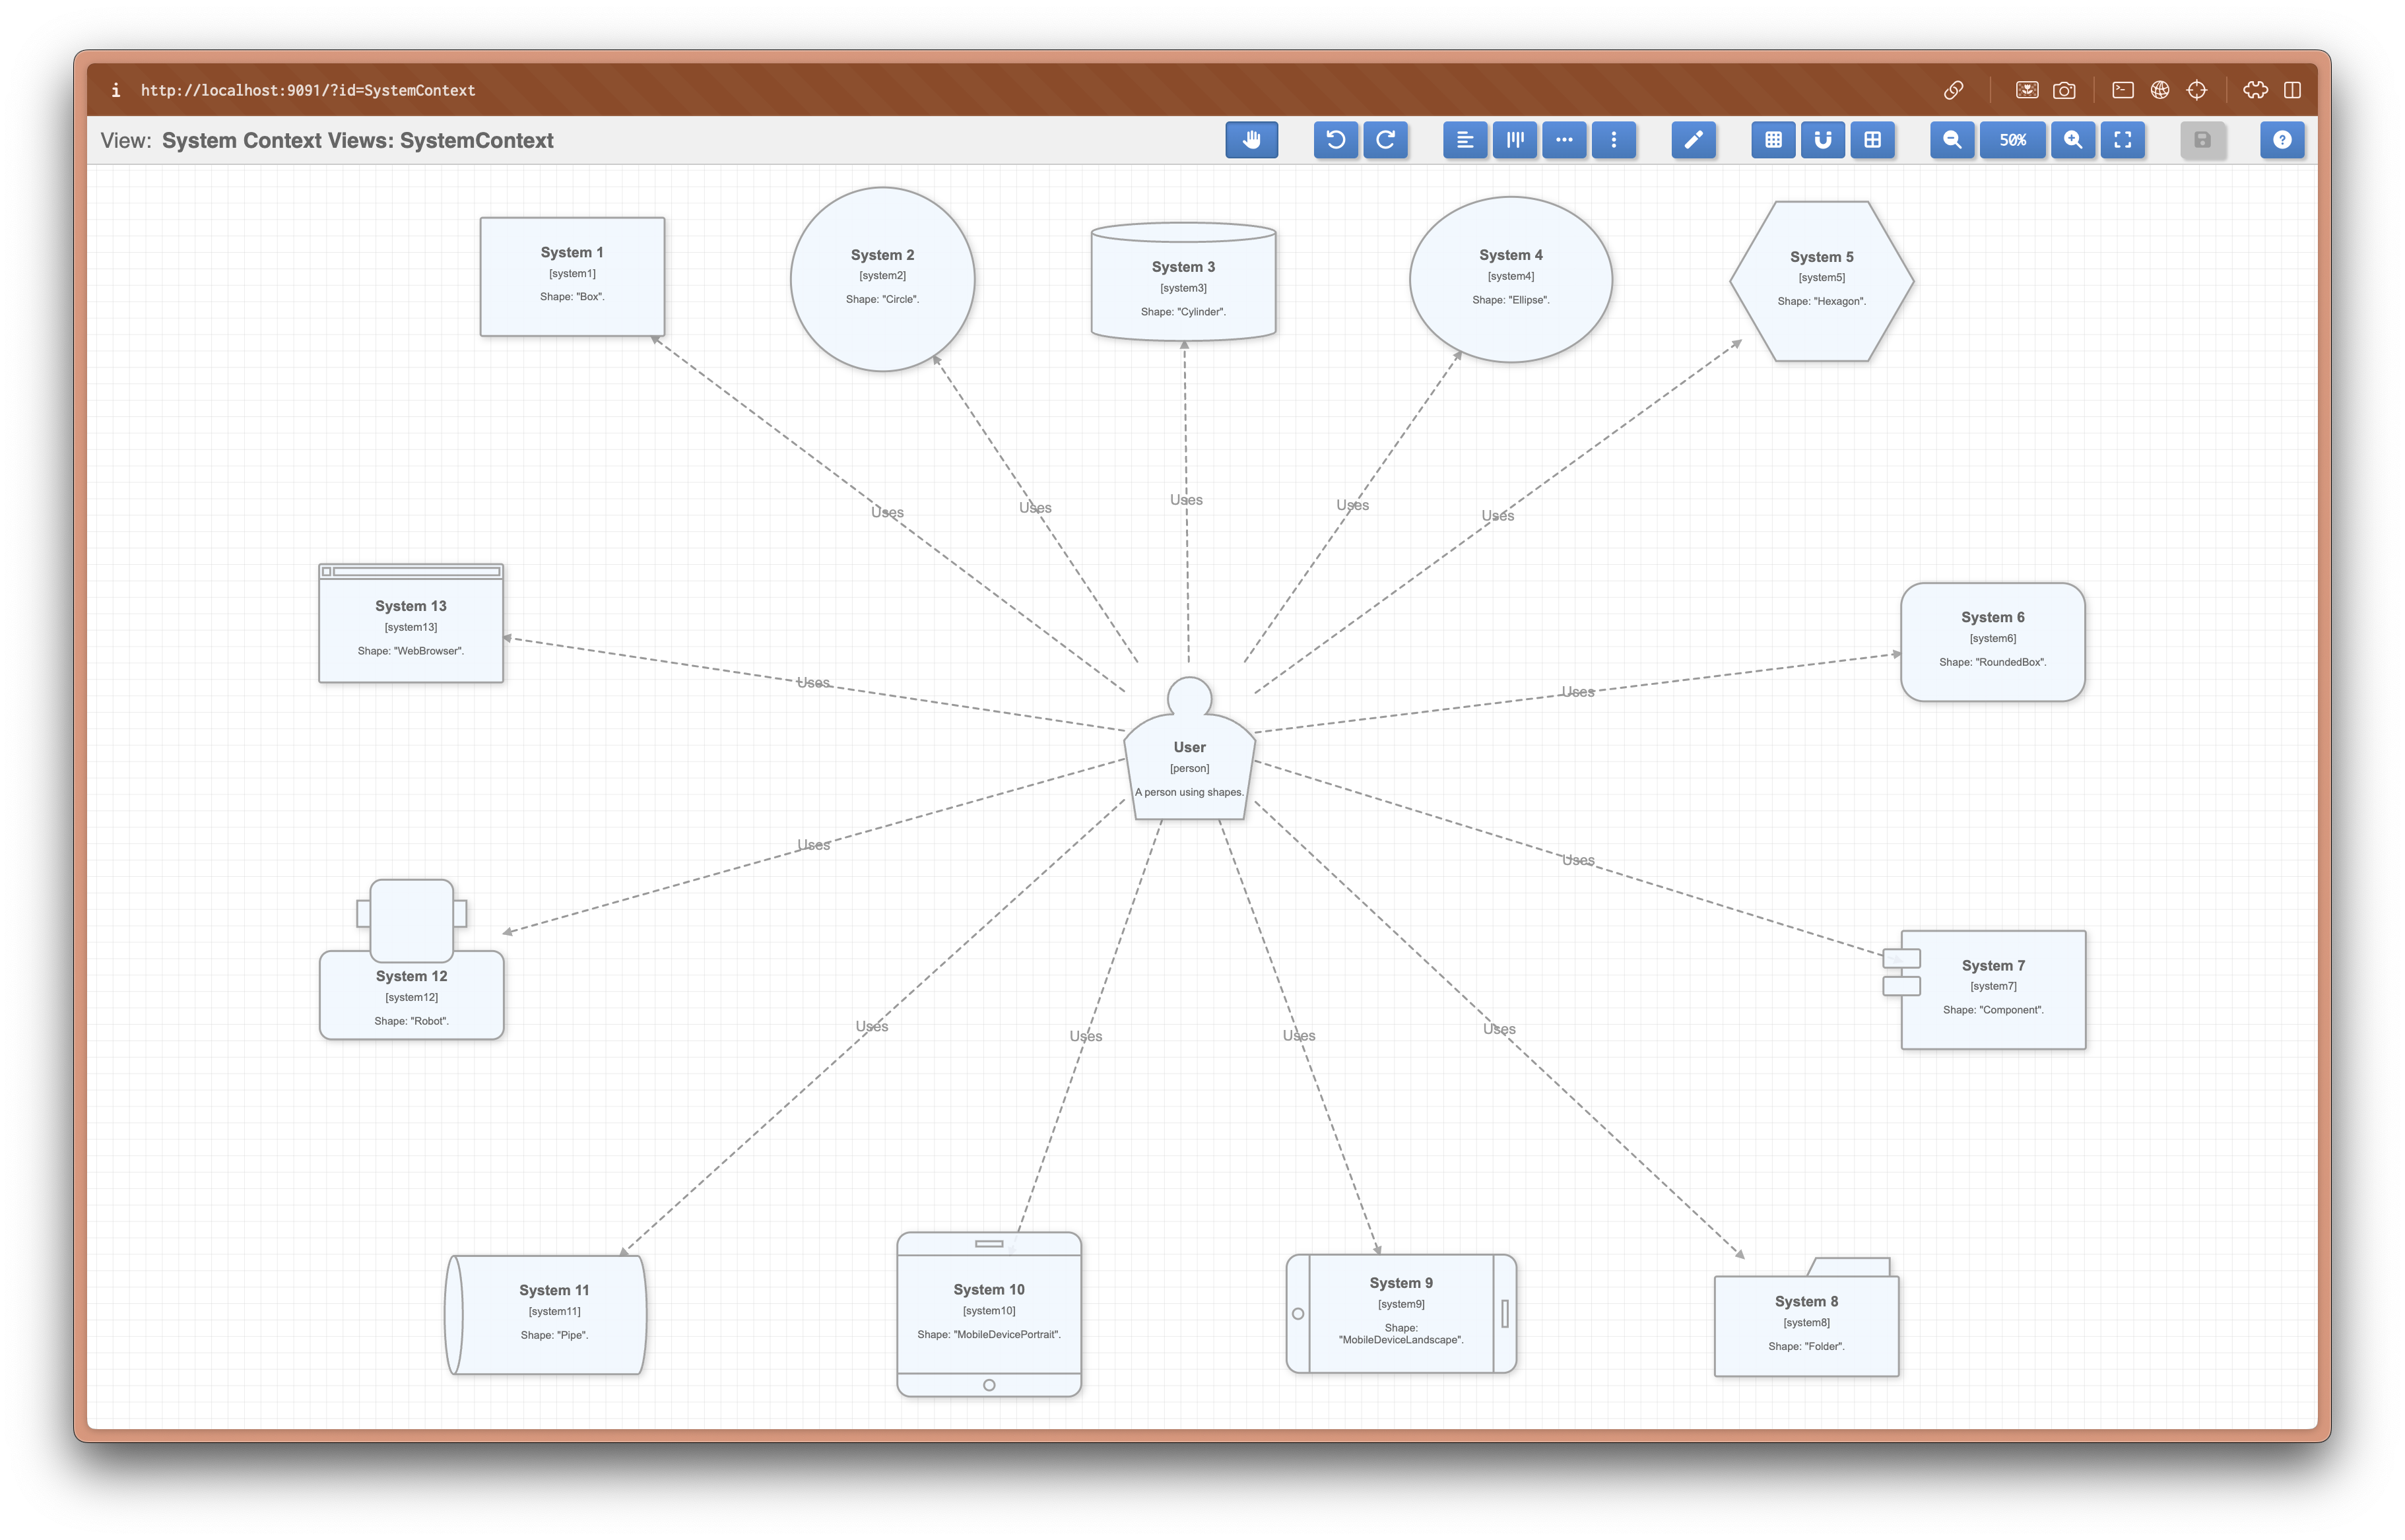 i http://localhost:9091/?id=SystemContext
View: System Context Views: SystemContext
50%
?
System 1
[system1]
Shape: "Box".
System 2
[system2]
Shape: "Circle".
System 3
[system3]
Shape: "Cylinder".
System 4
[system4]
Shape: "Ellipse".
System 5
[system5]
Shape: "Hexagon".
Uses
Uses
Uses
Uses
Uses
System 13
[system13]
Shape: "WebBrowser".
System 6
[system6]
Shape: "RoundedBox".
Uses
Uses
User
[person]
A person using shapes.
Uses
Uses
System 12
[system12]
Shape: "Robot".
System 7
[system7]
Shape: "Component".
Uses
Uses
Uses
Uses
System 11
[system11]
Shape: "Pipe".
System 10
[system10]
Shape: "MobileDevicePortrait".
System 9
[system9]
Shape:
"MobileDeviceLandscape".
System 8
[system8]
Shape: "Folder".